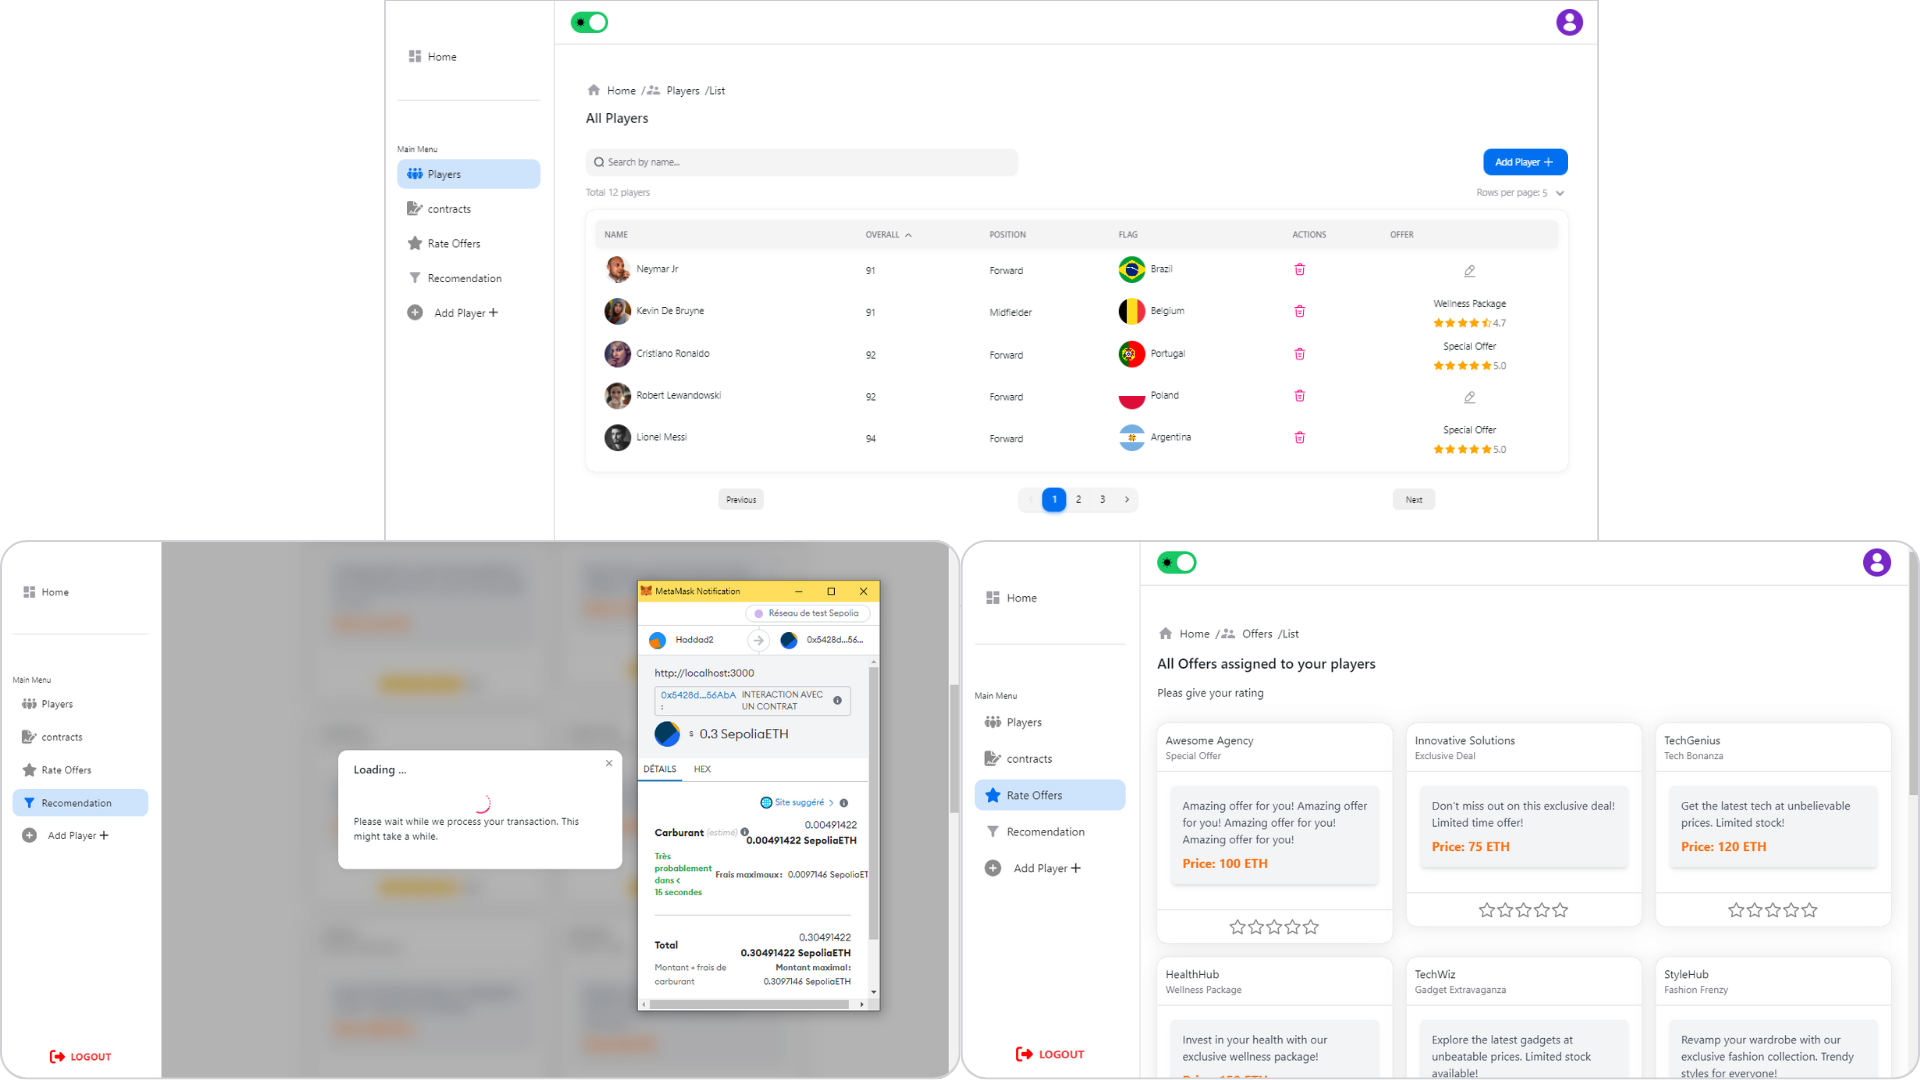 Home
Main Menu
Players
contracts
Rate Offers
Recomendation
Add Player +
Home / Players /List
All Players
Search by name...
Add Player +
Total 12 players
Rows per page: 5
NAME OVERALL POSITION FLAG ACTIONS OFFER
Neymar Jr 91 Forward Brazil
Kevin De Bruyne 91 Midfielder Belgium Wellness Package 4.7
Cristiano Ronaldo 92 Forward Portugal Special Offer 5.0
Robert Lewandowski 92 Forward Poland
Lionel Messi 94 Forward Argentina Special Offer 5.0
Previous 1 2 3 Next
Home
Main Menu
Players
contracts
Rate Offers
Recomendation
Add Player +
LOGOUT
Loading ...
Please wait while we process your transaction. This
might take a while.
MetaMask Notification
Réseau de test Sepolia
Haddad2 0x5428d...56...
http://localhost:3000
0x5428d...56AbA INTERACTION AVEC
: UN CONTRAT
S 0.3 SepoliaETH
DÉTAILS HEX
Site suggéré >
0.00491422
Carburant (estimé) 0.00491422 SepoliaETH
Très
probablement
dans <
15 secondes
Frais maximaux: 0.0097146 SepoliaET
0.30491422
Total 0.30491422 SepoliaETH
Montant + frais de
carburant
Montant maximal:
0.3097146 SepoliaETH
Home
Main Menu
Players
contracts
Rate Offers
Recomendation
Add Player +
LOGOUT
Home / Offers /List
All Offers assigned to your players
Pleas give your rating
Awesome Agency
Special Offer
Amazing offer for you! Amazing offer
for you! Amazing offer for you!
Amazing offer for you!
Price: 100 ETH
Innovative Solutions
Exclusive Deal
Don't miss out on this exclusive deal!
Limited time offer!
Price: 75 ETH
TechGenius
Tech Bonanza
Get the latest tech at unbelievable
prices. Limited stock!
Price: 120 ETH
HealthHub
Wellness Package
Invest in your health with our
exclusive wellness package!
TechWiz
Gadget Extravaganza
Explore the latest gadgets at
unbeatable prices. Limited stock
available!
StyleHub
Fashion Frenzy
Revamp your wardrobe with our
exclusive fashion collection. Trendy
styles for everyone!